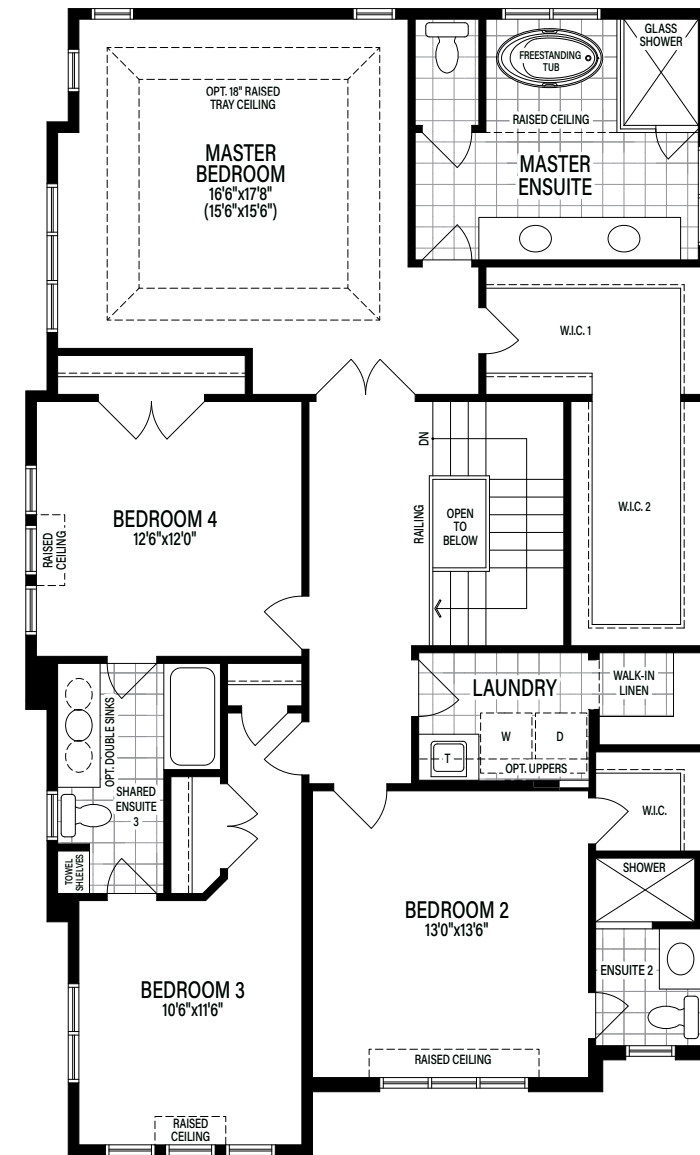 GLASS
SHOWER
FREESTANDING
TUB
OPT. 18" RAISED
TRAY CEILING
RAISED CEILING
MASTER
BEDROOM
16'6"x17'8"
(15'6"x15'6")
MASTER
ENSUITE
W.I.C. 1
DN
W.I.C. 2
BEDROOM 4
12'6"x12'0"
RAISED
CEILING
RAILING
OPEN
TO
BELOW
LAUNDRY
WALK-IN
LINEN
W
D
T
OPT. UPPERS
OPT. DOUBLE SINKS
SHARED
ENSUITE
3
TOWEL
SHLELVES
W.I.C.
SHOWER
BEDROOM 2
13'0"x13'6"
ENSUITE 2
BEDROOM 3
10'6"x11'6"
RAISED CEILING
RAISED
CEILING